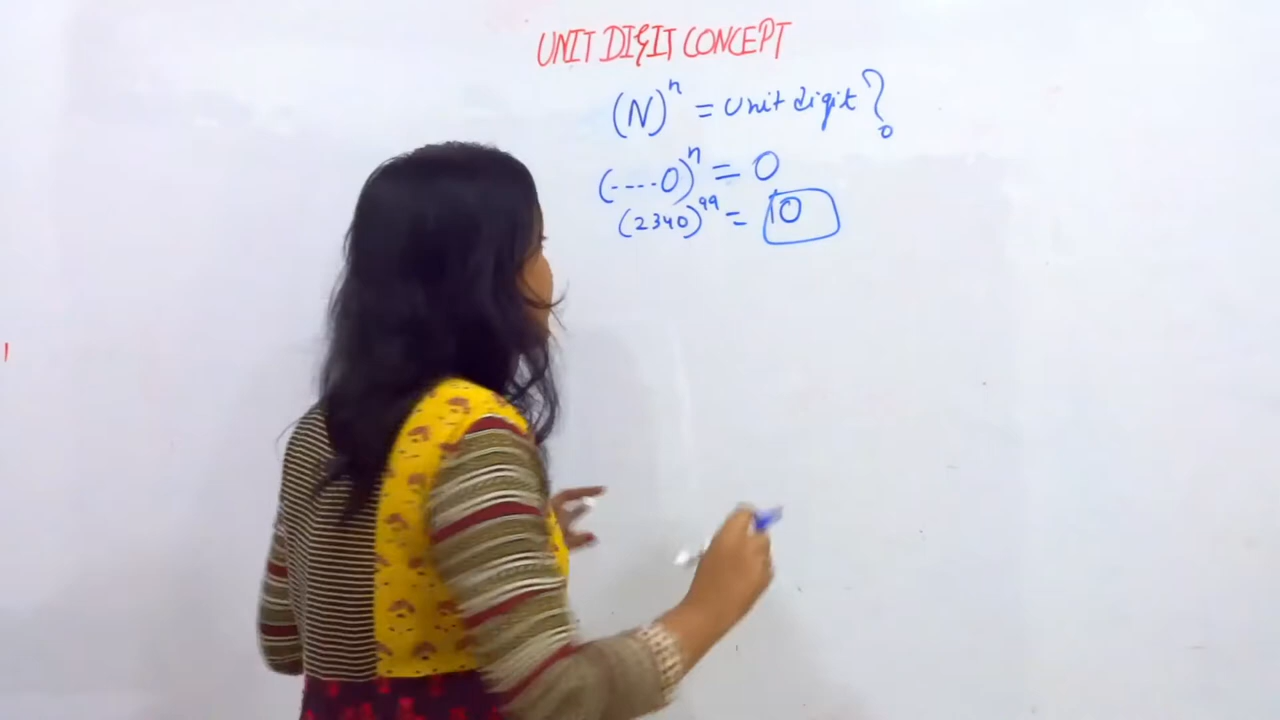 UNIT DIGIT CONCEPT
(N)ⁿ = Unit digit ?
(----0)ⁿ = 0
(2340)⁹⁹ = 0